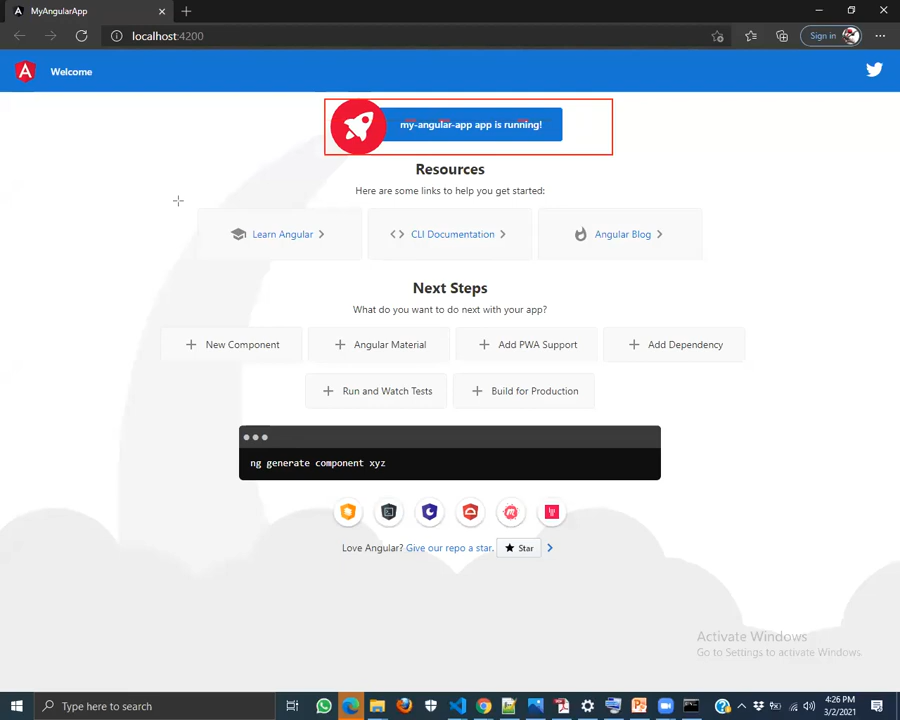 MyAngularApp
localhost:4200
Sign in
Welcome
my-angular-app app is running!
Resources
Here are some links to help you get started:
Learn Angular
CLI Documentation
Angular Blog
Next Steps
What do you want to do next with your app?
New Component
Angular Material
Add PWA Support
Add Dependency
Run and Watch Tests
Build for Production
ng generate component xyz
Love Angular? Give our repo a star. Star
Activate Windows
Go to Settings to activate Windows.
Type here to search
4:26 PM
3/2/2021